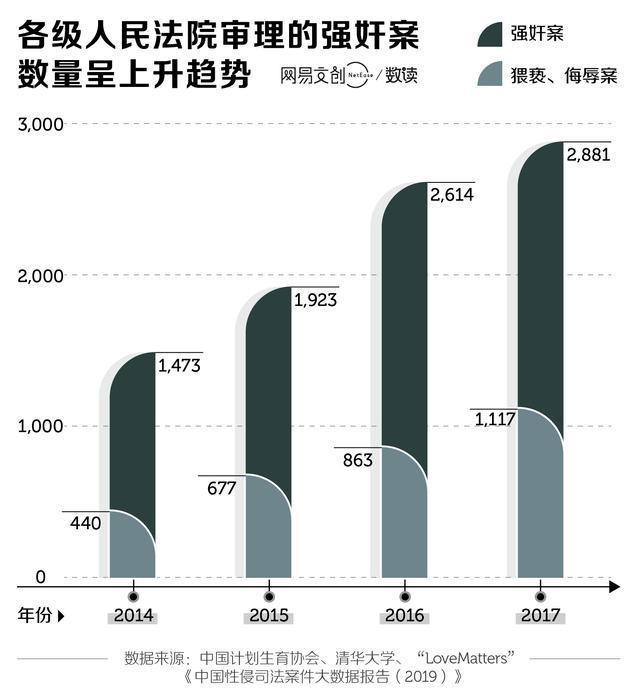 各级人民法院审理的强奸案
数量呈上升趋势
网易文创 NetEase / 数读
强奸案
猥亵、侮辱案
3,000
2,881
2,614
2,000
1,923
1,473
1,000
1,117
863
677
440
0
年份 2014 2015 2016 2017
数据来源：中国计划生育协会、清华大学、“LoveMatters”
《中国性侵司法案件大数据报告（2019）》